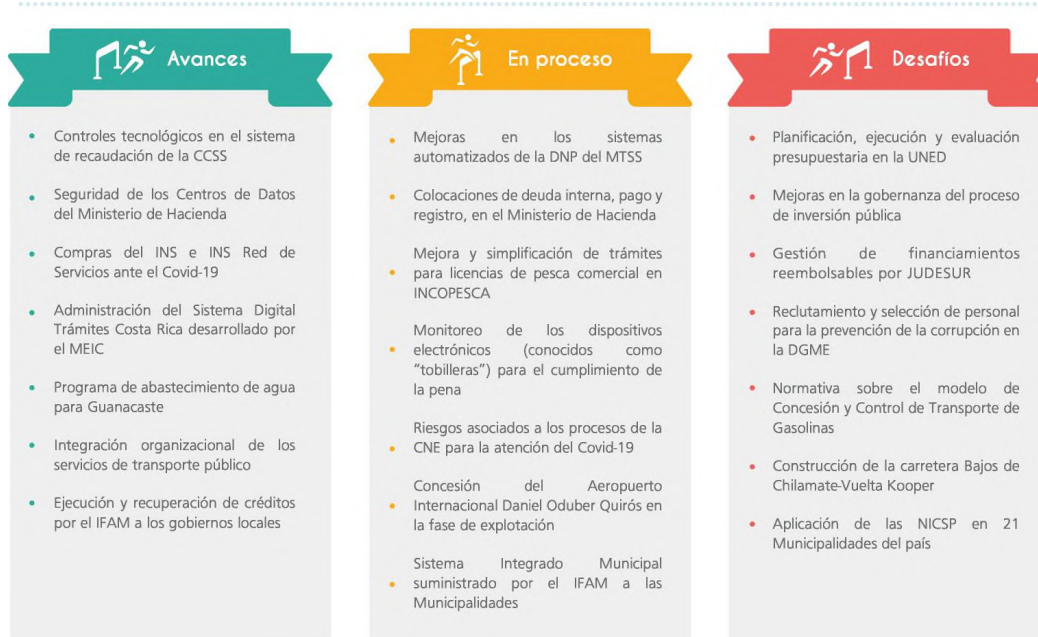 Avances
Controles tecnológicos en el sistema
de recaudación de la CCSS
Seguridad de los Centros de Datos
del Ministerio de Hacienda
Compras del INS e INS Red de
Servicios ante el Covid-19
Administración del Sistema Digital
Trámites Costa Rica desarrollado por
el MEIC
Programa de abastecimiento de agua
para Guanacaste
Integración organizacional de los
servicios de transporte público
Ejecución y recuperación de créditos
por el IFAM a los gobiernos locales
En proceso
Mejoras en los sistemas
automatizados de la DNP del MTSS
Colocaciones de deuda interna, pago y
registro, en el Ministerio de Hacienda
Mejora y simplificación de trámites
para licencias de pesca comercial en
INCOPESCA
Monitoreo de los dispositivos
electrónicos (conocidos como
“tobilleras”) para el cumplimiento de
la pena
Riesgos asociados a los procesos de la
CNE para la atención del Covid-19
Concesión del Aeropuerto
Internacional Daniel Oduber Quirós en
la fase de explotación
Sistema Integrado Municipal
suministrado por el IFAM a las
Municipalidades
Desafíos
Planificación, ejecución y evaluación
presupuestaria en la UNED
Mejoras en la gobernanza del proceso
de inversión pública
Gestión de financiamientos
reembolsables por JUDESUR
Reclutamiento y selección de personal
para la prevención de la corrupción en
la DGME
Normativa sobre el modelo de
Concesión y Control de Transporte de
Gasolinas
Construcción de la carretera Bajos de
Chilamate-Vuelta Kooper
Aplicación de las NICSP en 21
Municipalidades del país